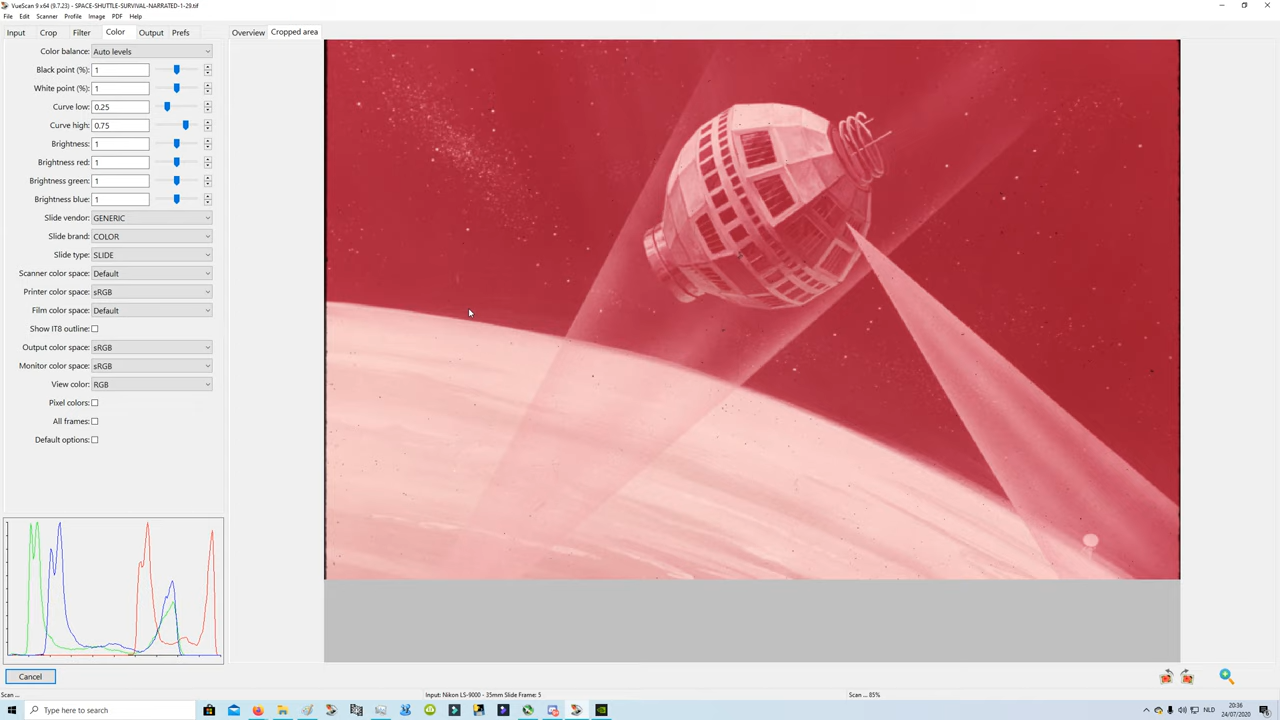 VueScan 9 x64 (9.7.23) - SPACE-SHUTTLE-SURVIVAL-NARRATED-1-29.tif
File Edit Scanner Profile Image PDF Help
Input Crop Filter Color Output Prefs Overview Cropped area
Color balance: Auto levels
Black point (%): 1
White point (%): 1
Curve low: 0.25
Curve high: 0.75
Brightness: 1
Brightness red: 1
Brightness green: 1
Brightness blue: 1
Slide vendor: GENERIC
Slide brand: COLOR
Slide type: SLIDE
Scanner color space: Default
Printer color space: sRGB
Film color space: Default
Show IT8 outline:
Output color space: sRGB
Monitor color space: sRGB
View color: RGB
Pixel colors:
All frames:
Default options:
Cancel
Scan ... Input: Nikon LS-9000 - 35mm Slide Frame: 5 Scan ... 85%
Type here to search
NLD
20:36
24/07/2020